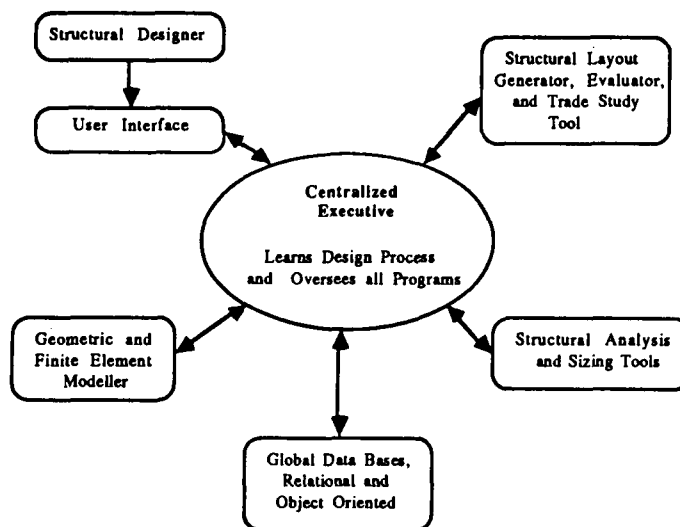 Structural Designer
User Interface
Structural Layout
Generator, Evaluator,
and Trade Study
Tool
Centralized
Executive
Learns Design Process
and Oversees all Programs
Geometric and
Finite Element
Modeller
Structural Analysis
and Sizing Tools
Global Data Bases,
Relational and
Object Oriented